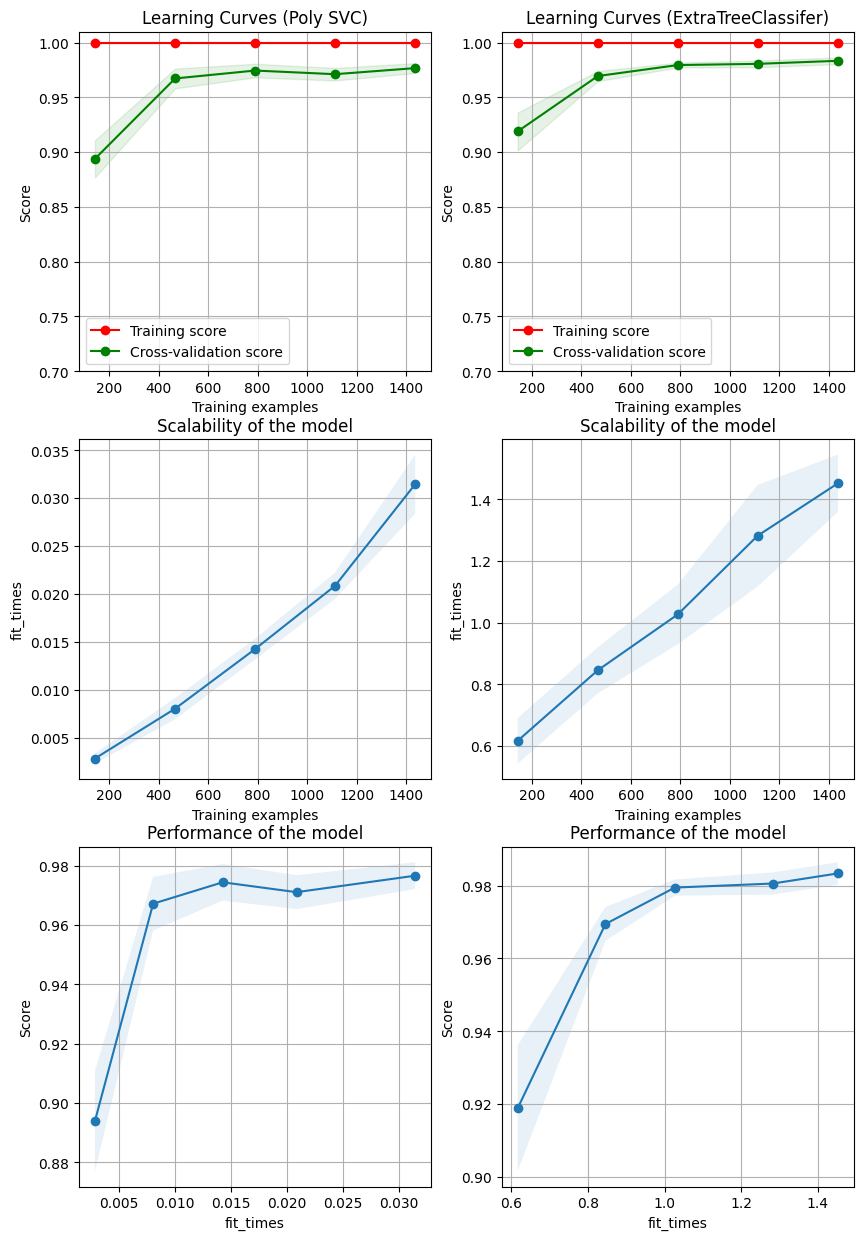 Learning Curves (Poly SVC)
1.00
0.95
0.90
0.85
0.80
0.75
0.70
Score
Training score
Cross-validation score
200 400 600 800 1000 1200 1400
Training examples
Learning Curves (ExtraTreeClassifer)
1.00
0.95
0.90
0.85
0.80
0.75
0.70
Score
Training score
Cross-validation score
200 400 600 800 1000 1200 1400
Training examples
Scalability of the model
0.035
0.030
0.025
0.020
0.015
0.010
0.005
fit_times
200 400 600 800 1000 1200 1400
Training examples
Scalability of the model
1.4
1.2
1.0
0.8
0.6
fit_times
200 400 600 800 1000 1200 1400
Training examples
Performance of the model
0.98
0.96
0.94
0.92
0.90
0.88
Score
0.005 0.010 0.015 0.020 0.025 0.030
fit_times
Performance of the model
0.98
0.96
0.94
0.92
0.90
Score
0.6 0.8 1.0 1.2 1.4
fit_times